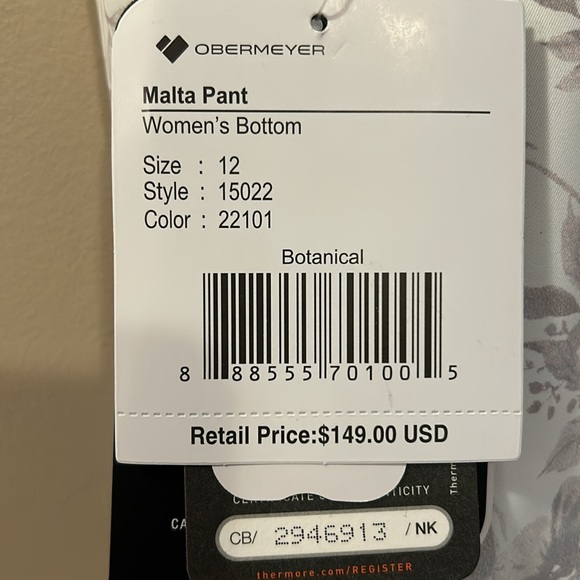 OBERMEYER
Malta Pant
Women's Bottom
Size : 12
Style : 15022
Color : 22101
Botanical
8 88555 70100 5
Retail Price:$149.00 USD
CB/ 2946913 / NK
thermore.com/REGISTER